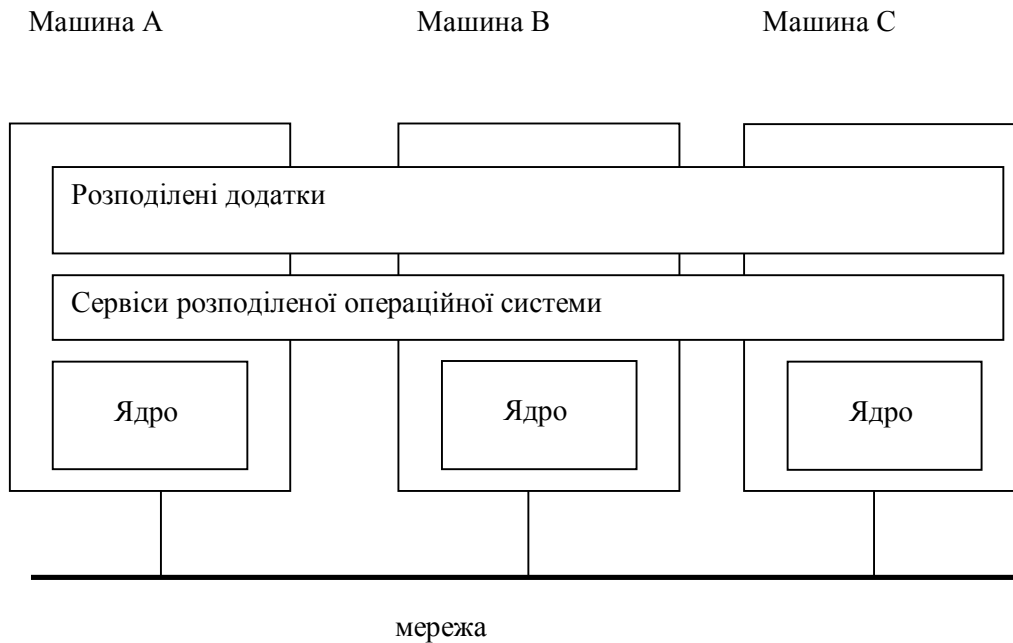 Машина A Машина B Машина C
Розподілені додатки
Сервіси розподіленої операційної системи
Ядро Ядро Ядро
мережа